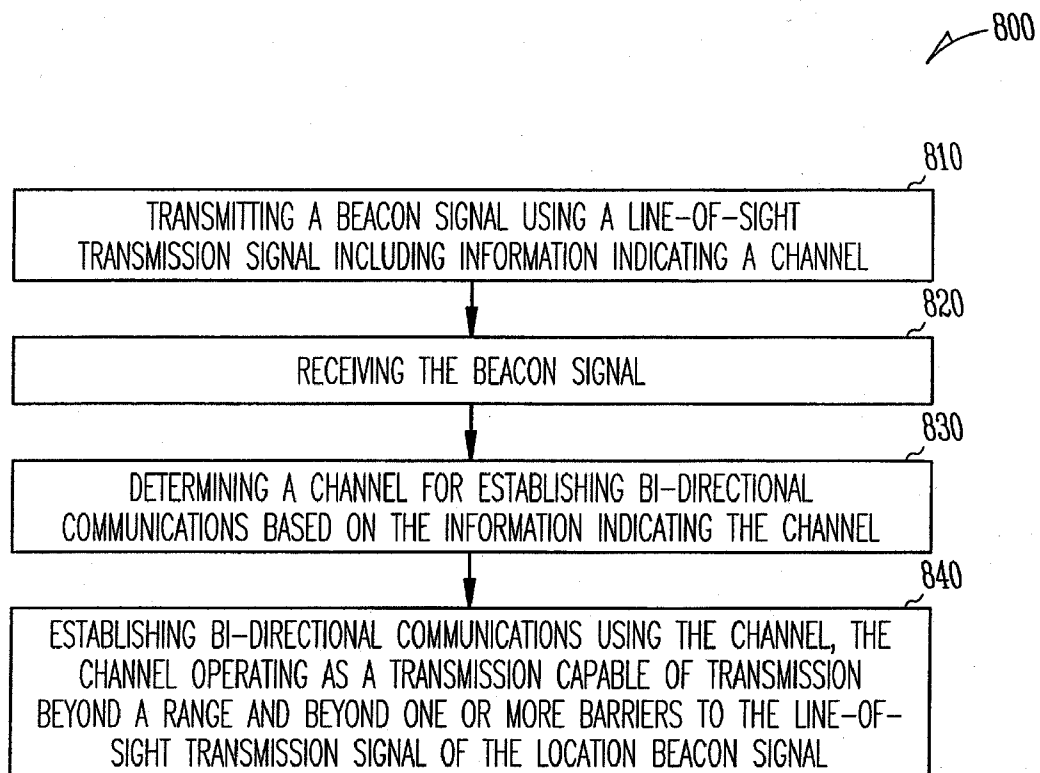 800
810
TRANSMITTING A BEACON SIGNAL USING A LINE-OF-SIGHT
TRANSMISSION SIGNAL INCLUDING INFORMATION INDICATING A CHANNEL
820
RECEIVING THE BEACON SIGNAL
830
DETERMINING A CHANNEL FOR ESTABLISHING BI-DIRECTIONAL
COMMUNICATIONS BASED ON THE INFORMATION INDICATING THE CHANNEL
840
ESTABLISHING BI-DIRECTIONAL COMMUNICATIONS USING THE CHANNEL, THE
CHANNEL OPERATING AS A TRANSMISSION CAPABLE OF TRANSMISSION
BEYOND A RANGE AND BEYOND ONE OR MORE BARRIERS TO THE LINE-OF-
SIGHT TRANSMISSION SIGNAL OF THE LOCATION BEACON SIGNAL